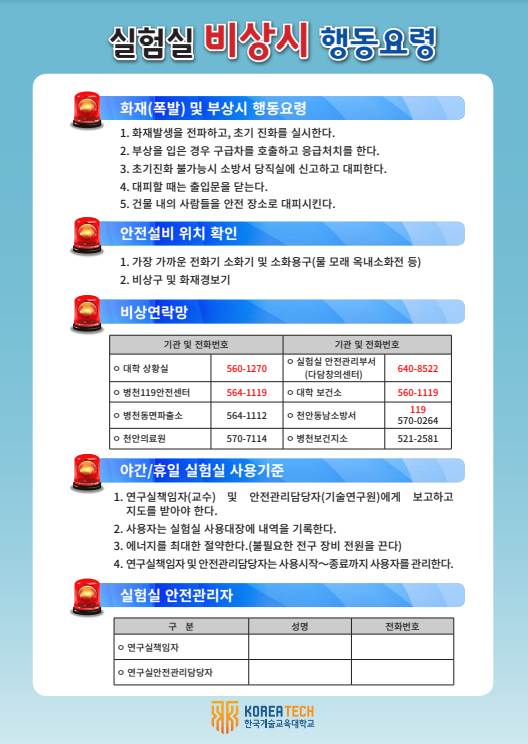 실험실 비상시 행동요령
화재(폭발) 및 부상시 행동요령
1. 화재발생을 전파하고, 초기 진화를 실시한다.
2. 부상을 입은 경우 구급차를 호출하고 응급처치를 한다.
3. 초기진화 불가능시 소방서 당직실에 신고하고 대피한다.
4. 대피할 때는 출입문을 닫는다.
5. 건물 내의 사람들을 안전 장소로 대피시킨다.
안전설비 위치 확인
1. 가장 가까운 전화기 소화기 및 소화용구(물 모래 옥내소화전 등)
2. 비상구 및 화재경보기
비상연락망
기관 및 전화번호 기관 및 전화번호
ㅇ 대학 상황실 560-1270 ㅇ 실험실 안전관리부서
(다담창의센터) 640-8522
ㅇ 병천119안전센터 564-1119 ㅇ 대학 보건소 560-1119
ㅇ 병천동면파출소 564-1112 ㅇ 천안동남소방서 119
570-0264
ㅇ 천안의료원 570-7114 ㅇ 병천보건지소 521-2581
야간/휴일 실험실 사용기준
1. 연구실책임자(교수) 및 안전관리담당자(기술연구원)에게 보고하고
지도를 받아야 한다.
2. 사용자는 실험실 사용대장에 내역을 기록한다.
3. 에너지를 최대한 절약한다.(불필요한 전구 장비 전원을 끈다)
4. 연구실책임자 및 안전관리담당자는 사용시작～종료까지 사용자를 관리한다.
실험실 안전관리자
구 분 성명 전화번호
ㅇ 연구실책임자
ㅇ 연구실안전관리담당자
KOREATECH
한국기술교육대학교